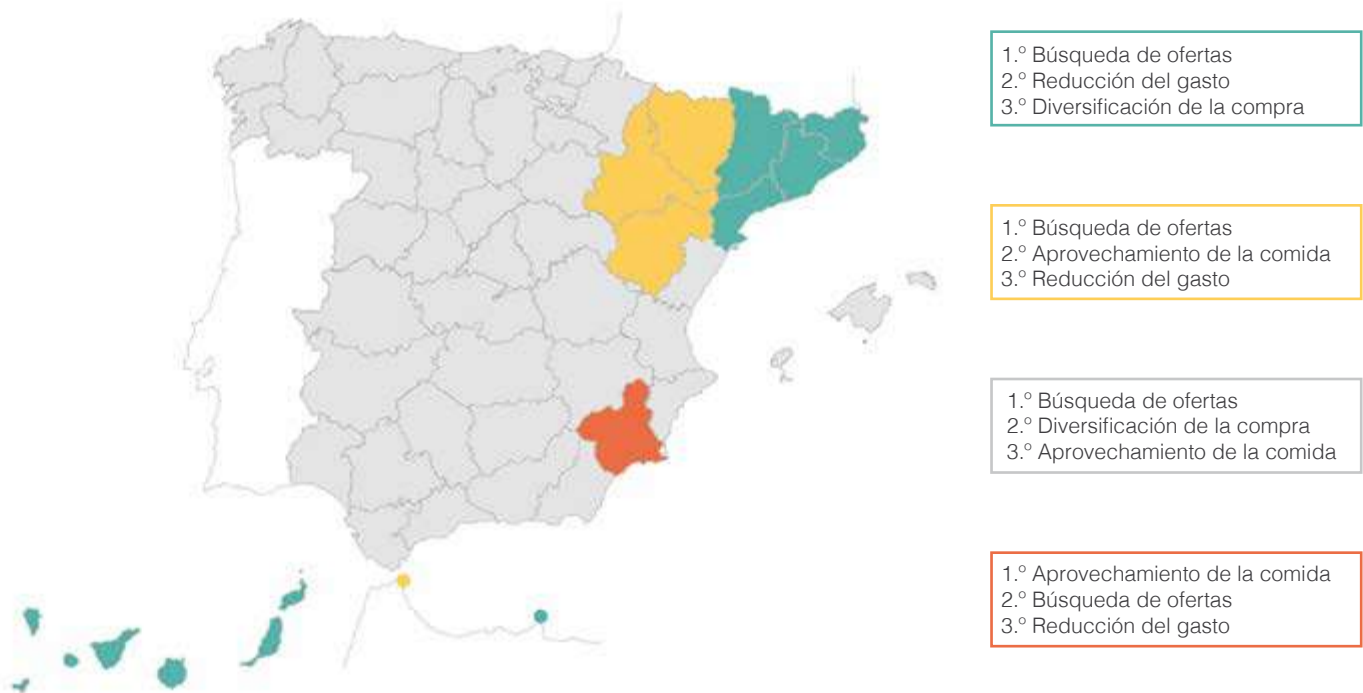 1.º Búsqueda de ofertas
2.º Reducción del gasto
3.º Diversificación de la compra
1.º Búsqueda de ofertas
2.º Aprovechamiento de la comida
3.º Reducción del gasto
1.º Búsqueda de ofertas
2.º Diversificación de la compra
3.º Aprovechamiento de la comida
1.º Aprovechamiento de la comida
2.º Búsqueda de ofertas
3.º Reducción del gasto